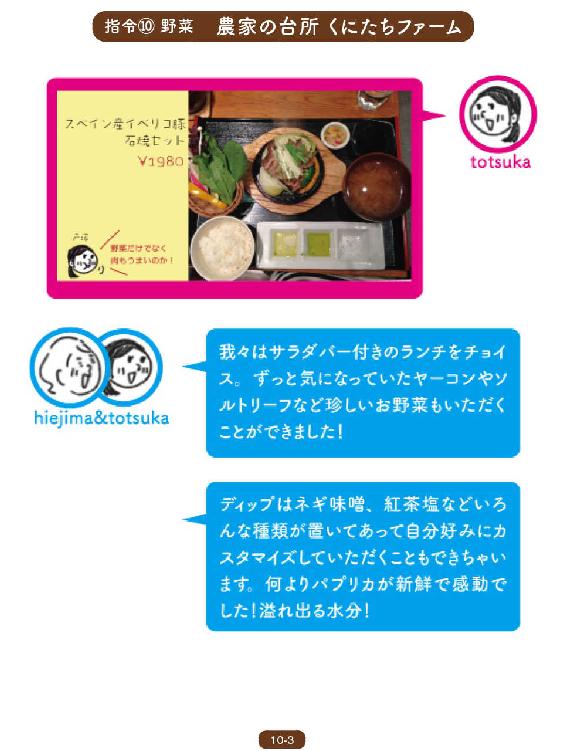 指令⑩ 野菜 農家の台所 くにたちファーム
スペイン産イベリコ豚
石焼セット
¥1980
戸塚
野菜だけでなく
肉もうまいのか！
totsuka
hiejima&totsuka
我々はサラダバー付きのランチをチョイ
ス。ずっと気になっていたヤーコンやソ
ルトリーフなど珍しいお野菜もいただく
ことができました！
ディップはネギ味噌、紅茶塩などいろ
んな種類が置いてあって自分好みにカ
スタマイズしていただくこともできちゃい
ます。何よりパプリカが新鮮で感動で
した！溢れ出る水分！
10-3